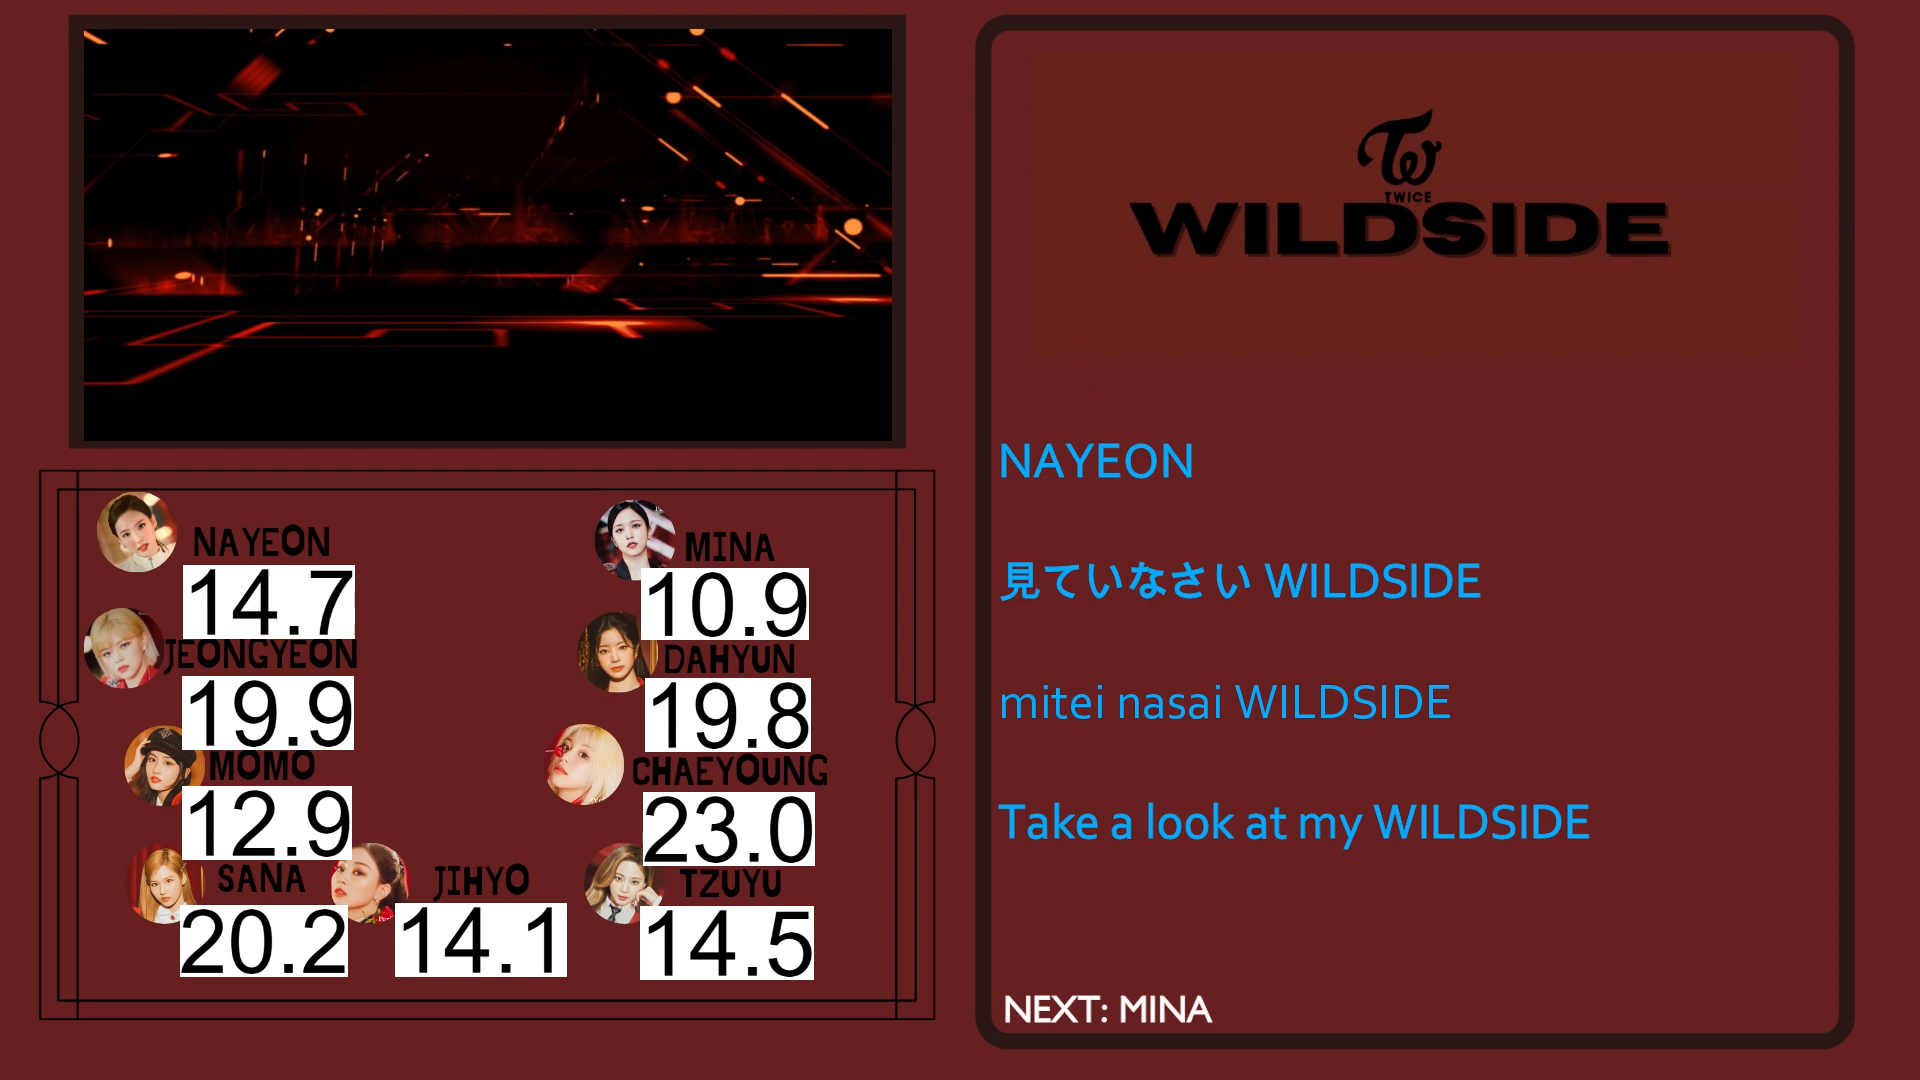 TWICE
WILDSIDE
NAYEON
14.7
JEONGYEON
19.9
MOMO
12.9
SANA
20.2
JIHYO
14.1
MINA
10.9
DAHYUN
19.8
CHAEYOUNG
23.0
TZUYU
14.5
NAYEON
見ていなさい WILDSIDE
mitei nasai WILDSIDE
Take a look at my WILDSIDE
NEXT: MINA